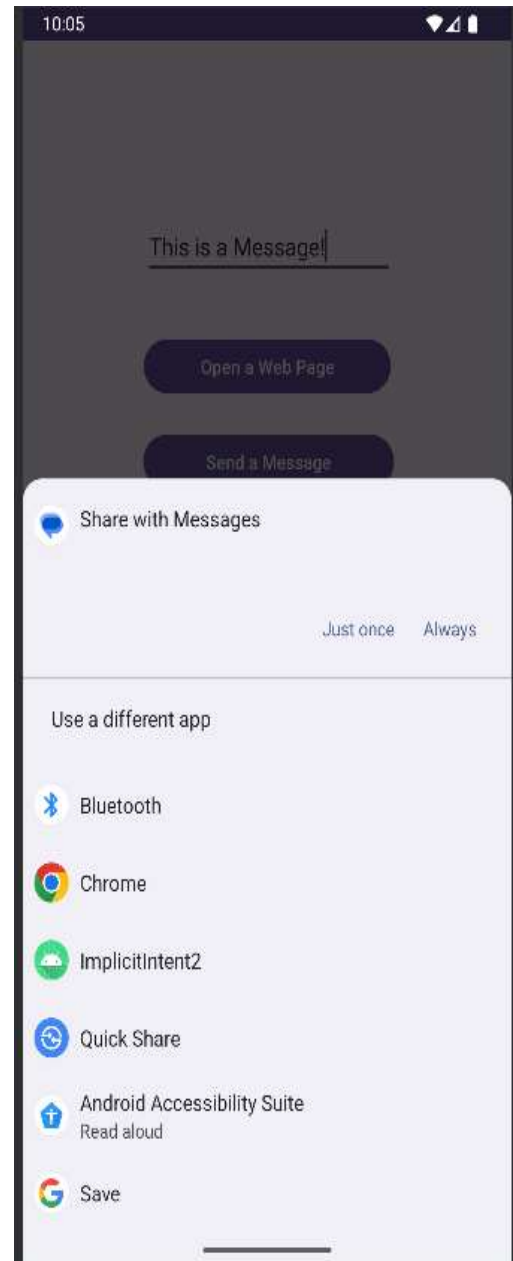 10:05
This is a Message!
Open a Web Page
Send a Message
Share with Messages
Just once Always
Use a different app
Bluetooth
Chrome
ImplicitIntent2
Quick Share
Android Accessibility Suite
Read aloud
Save